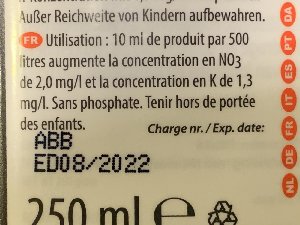 Außer Reichweite von Kindern aufbewahren.
FR Utilisation : 10 ml de produit par 500
litres augmente la concentration en NO3
de 2,0 mg/l et la concentration en K de 1,3
mg/l. Sans phosphate. Tenir hors de portée
des enfants.
Charge nr./ Exp. date:
ABB
ED08/2022
250 ml e
NL DE FR IT ES PT DA